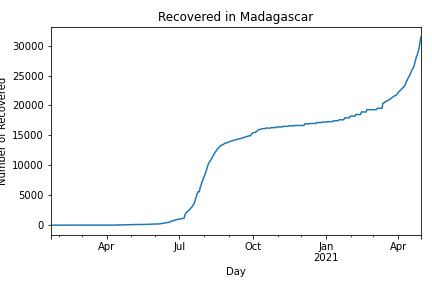 Recovered in Madagascar
Number of Recovered
30000
25000
20000
15000
10000
5000
0
Apr
Jul
Oct
Jan
2021
Apr
Day